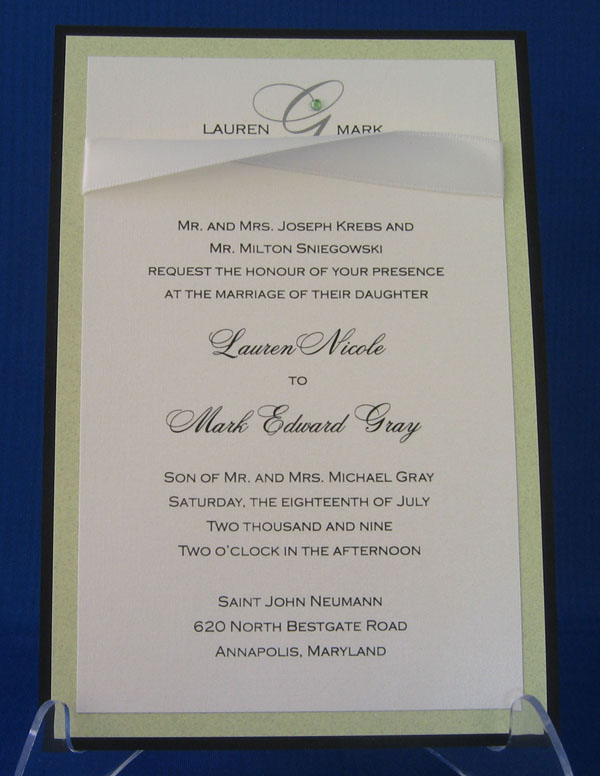 LAUREN G MARK
MR. AND MRS. JOSEPH KREBS AND
MR. MILTON SNIEGOWSKI
REQUEST THE HONOUR OF YOUR PRESENCE
AT THE MARRIAGE OF THEIR DAUGHTER
Lauren Nicole
TO
Mark Edward Gray
SON OF MR. AND MRS. MICHAEL GRAY
SATURDAY, THE EIGHTEENTH OF JULY
TWO THOUSAND AND NINE
TWO O'CLOCK IN THE AFTERNOON
SAINT JOHN NEUMANN
620 NORTH BESTGATE ROAD
ANNAPOLIS, MARYLAND